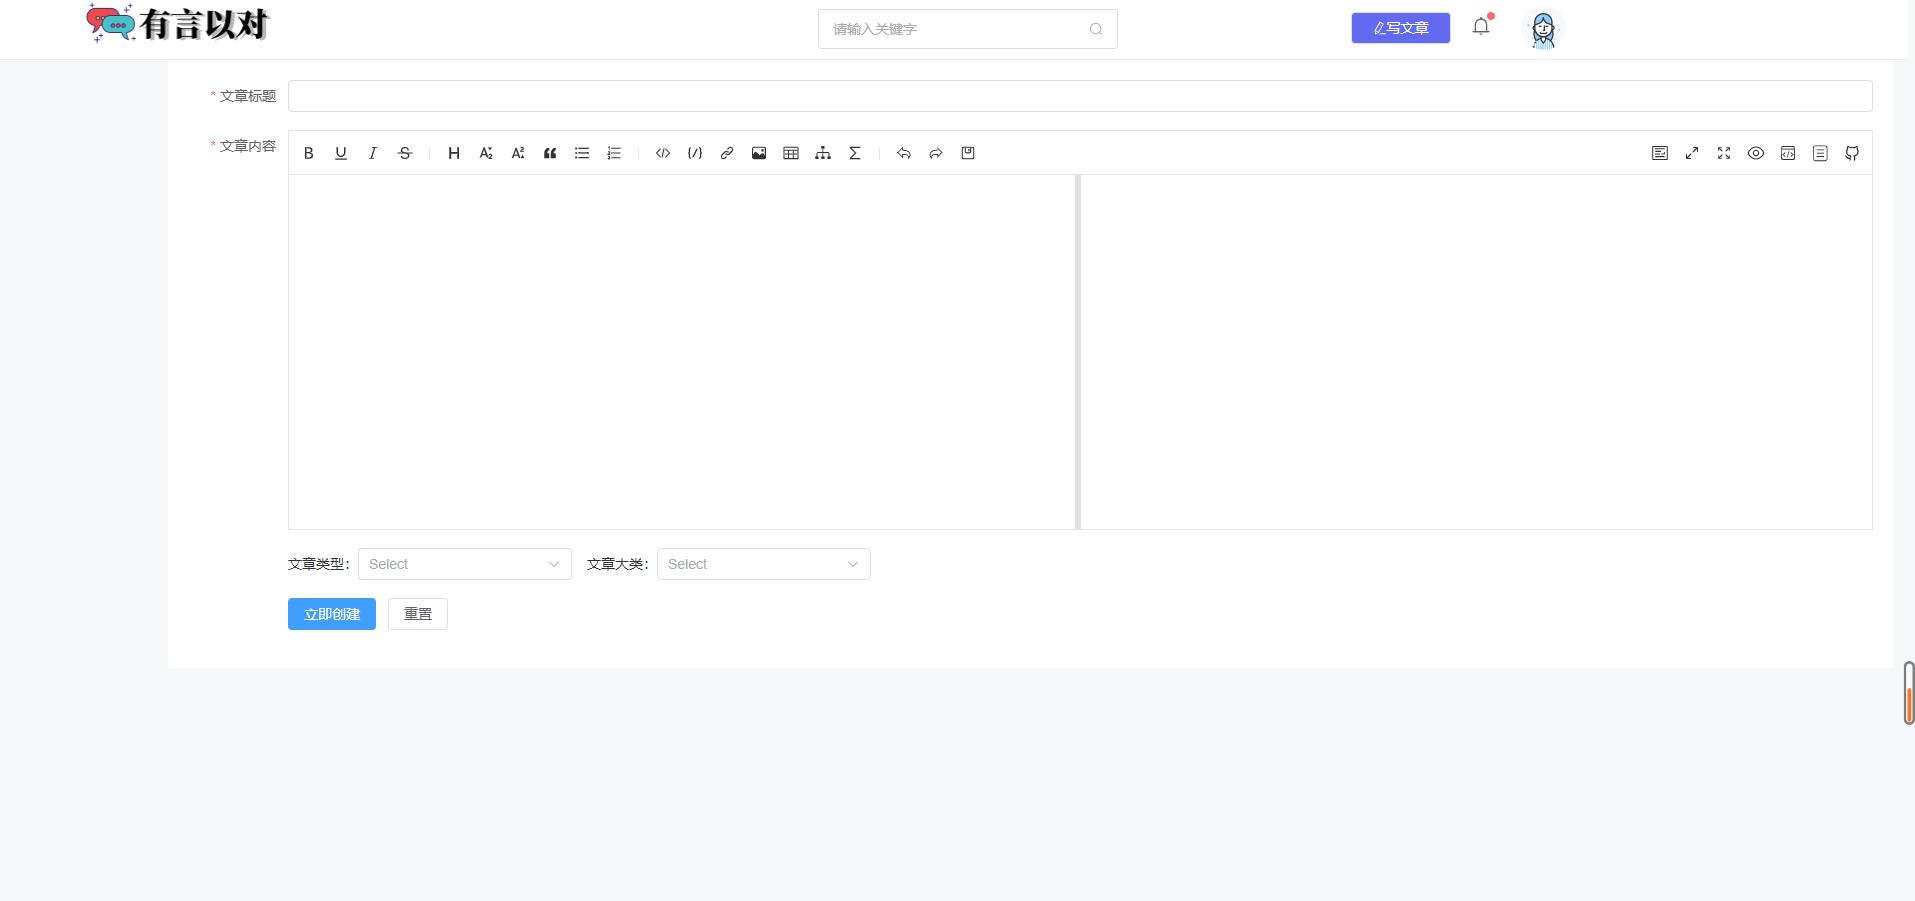 有言以对
请输入关键字
写文章
* 文章标题
* 文章内容
文章类型： Select 文章大类： Select
立即创建 重置